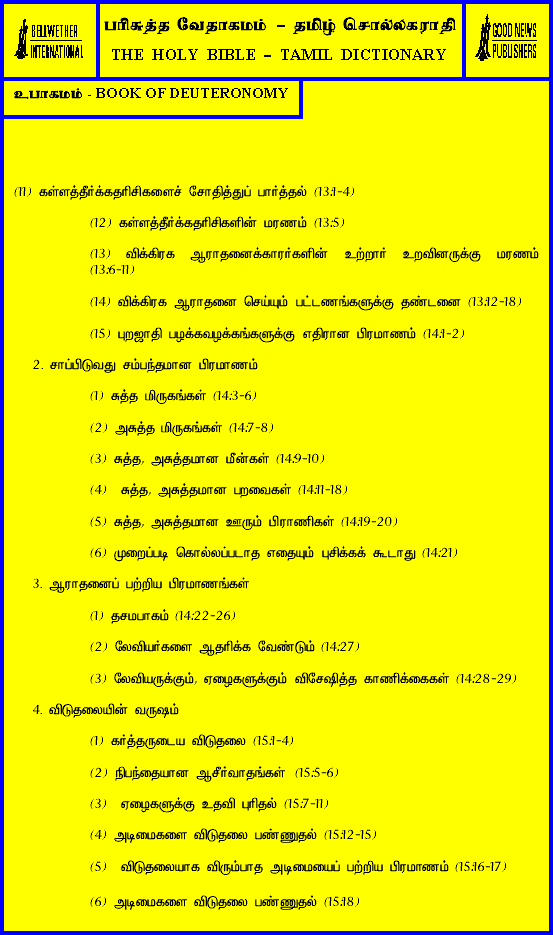 BELLWETHER
INTERNATIONAL
பரிசுத்த வேதாகமம் – தமிழ் சொல்லகராதி
THE HOLY BIBLE – TAMIL DICTIONARY
GOOD NEWS
PUBLISHERS
உபாகமம் - BOOK OF DEUTERONOMY
(11) கள்ளத்தீர்க்கதரிசிகளைச் சோதித்துப் பார்த்தல் (13:1-4)
(12) கள்ளத்தீர்க்கதரிசிகளின் மரணம் (13:5)
(13) விக்கிரக ஆராதனைக்காரர்களின் உற்றார் உறவினருக்கு மரணம்
(13:6-11)
(14) விக்கிரக ஆராதனை செய்யும் பட்டணங்களுக்கு தண்டனை (13:12-18)
(15) புறஜாதி பழக்கவழக்கங்களுக்கு எதிரான பிரமாணம் (14:1-2)
2. சாப்பிடுவது சம்பந்தமான பிரமாணம்
(1) சுத்த மிருகங்கள் (14:3-6)
(2) அசுத்த மிருகங்கள் (14:7-8)
(3) சுத்த, அசுத்தமான மீன்கள் (14:9-10)
(4) சுத்த, அசுத்தமான பறவைகள் (14:11-18)
(5) சுத்த, அசுத்தமான ஊரும் பிராணிகள் (14:19-20)
(6) முறைப்படி கொல்லப்படாத எதையும் புசிக்கக் கூடாது (14:21)
3. ஆராதனைப் பற்றிய பிரமாணங்கள்
(1) தசமபாகம் (14:22-26)
(2) லேவியர்களை ஆதரிக்க வேண்டும் (14:27)
(3) லேவியருக்கும், ஏழைகளுக்கும் விசேஷித்த காணிக்கைகள் (14:28-29)
4. விடுதலையின் வருஷம்
(1) கர்த்தருடைய விடுதலை (15:1-4)
(2) நிபந்தையான ஆசீர்வாதங்கள் (15:5-6)
(3) ஏழைகளுக்கு உதவி புரிதல் (15:7-11)
(4) அடிமைகளை விடுதலை பண்ணுதல் (15:12-15)
(5) விடுதலையாக விரும்பாத அடிமையைப் பற்றிய பிரமாணம் (15:16-17)
(6) அடிமைகளை விடுதலை பண்ணுதல் (15:18)